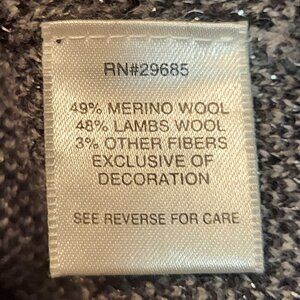 RN#29685
49% MERINO WOOL
48% LAMBS WOOL
3% OTHER FIBERS
EXCLUSIVE OF
DECORATION
SEE REVERSE FOR CARE